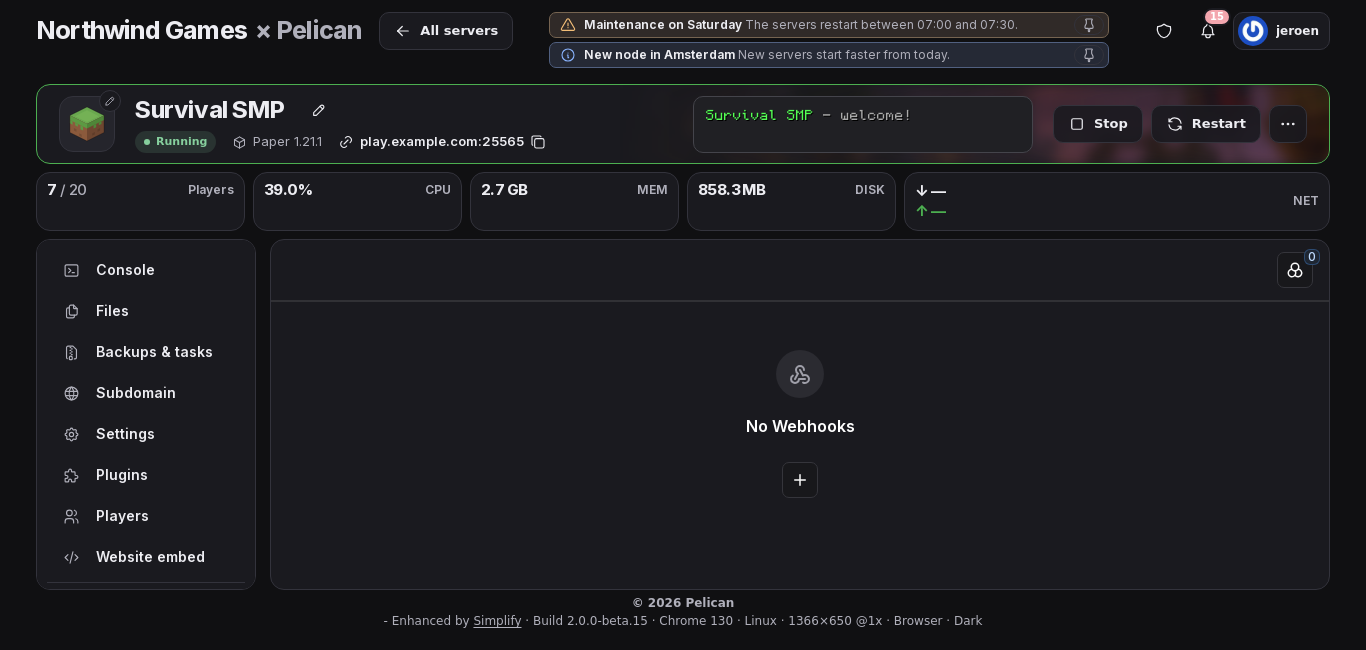 Northwind Games × Pelican
All servers
Maintenance on Saturday The servers restart between 07:00 and 07:30.
New node in Amsterdam New servers start faster from today.
15
jeroen
Survival SMP
Running
Paper 1.21.1
play.example.com:25565
Survival SMP - welcome!
Stop
Restart
7 / 20 Players
39.0% CPU
2.7 GB MEM
858.3 MB DISK
↓ —
↑ —
NET
Console
Files
Backups & tasks
Subdomain
Settings
Plugins
Players
Website embed
0
No Webhooks
© 2026 Pelican
- Enhanced by Simplify · Build 2.0.0-beta.15 · Chrome 130 · Linux · 1366×650 @1x · Browser · Dark